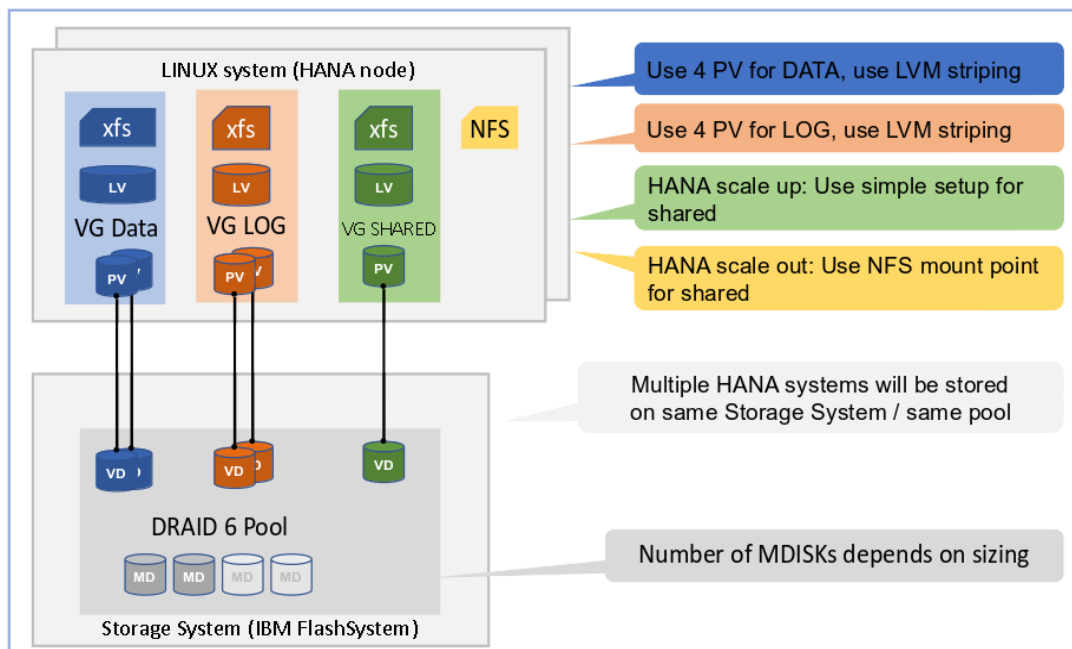 LINUX system (HANA node)
xfs
xfs
xfs
NFS
LV
LV
LV
VG Data
VG LOG
VG SHARED
PV
PV
PV
Use 4 PV for DATA, use LVM striping
Use 4 PV for LOG, use LVM striping
HANA scale up: Use simple setup for
shared
HANA scale out: Use NFS mount point
for shared
Multiple HANA systems will be stored
on same Storage System / same pool
VD
VD
VD
DRAID 6 Pool
MD
MD
MD
MD
Number of MDISKs depends on sizing
Storage System (IBM FlashSystem)